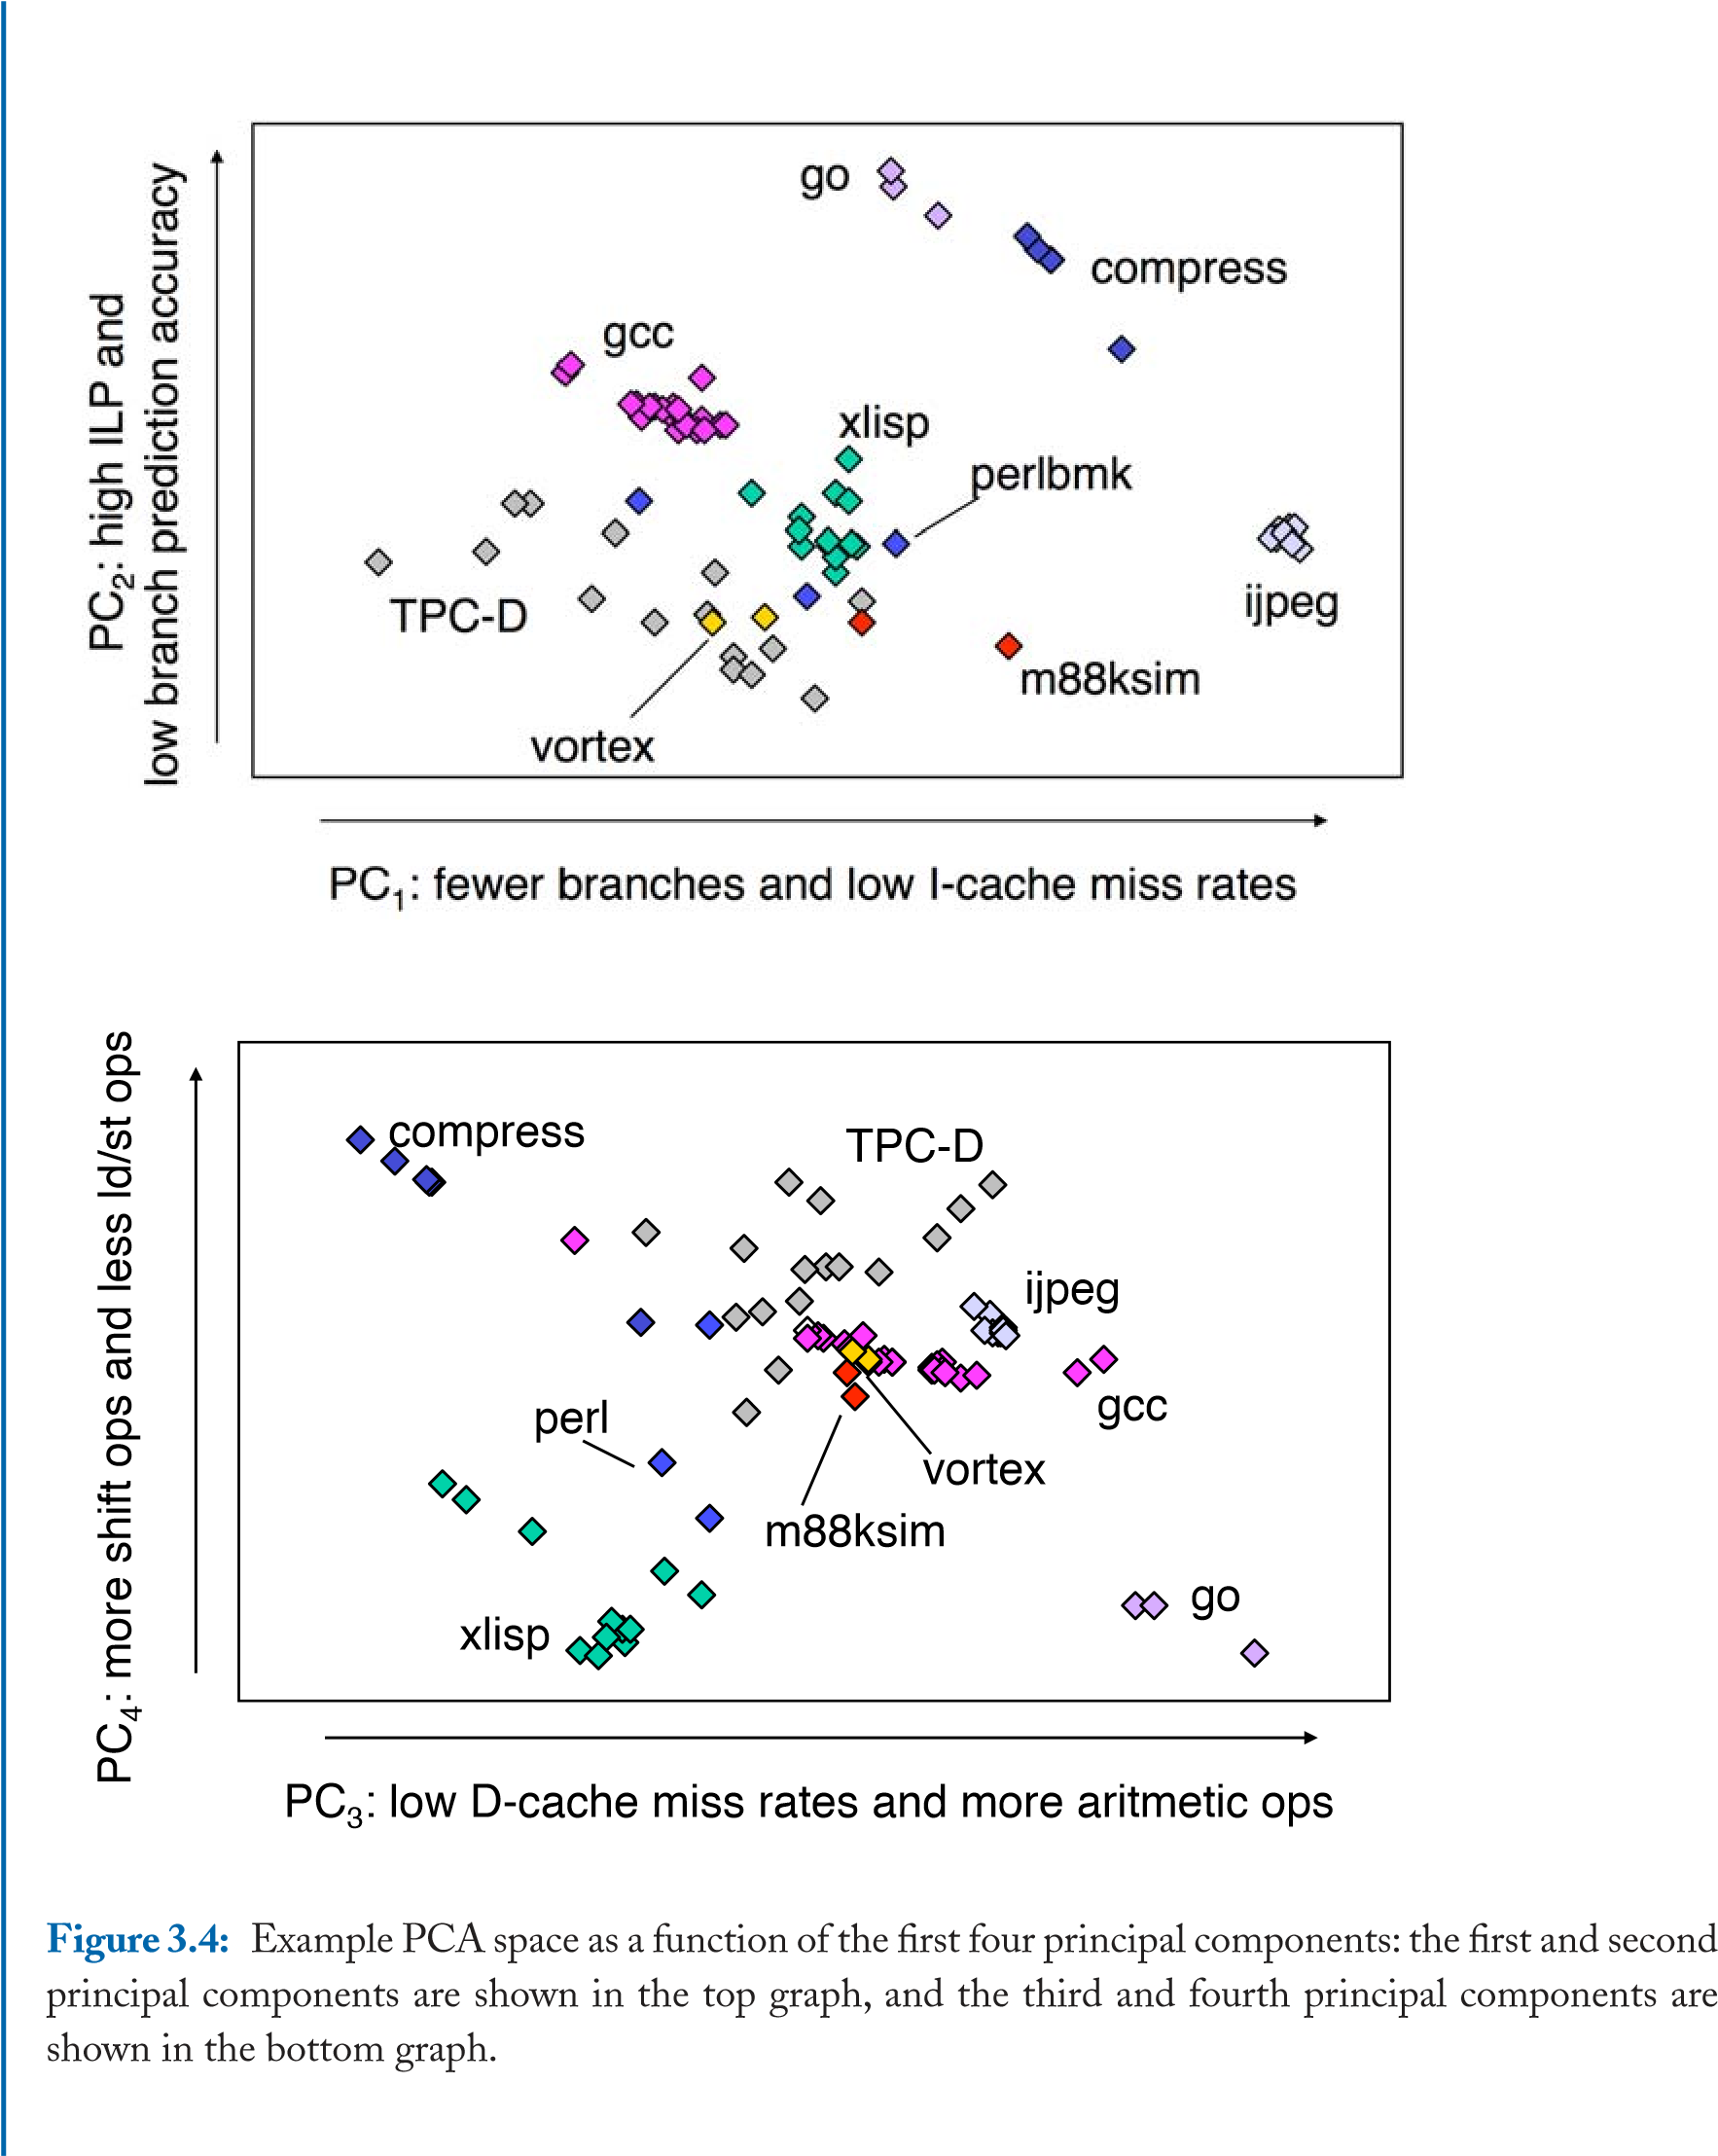 go
compress
gcc
xlisp
perlbmk
ijpeg
TPC-D
m88ksim
vortex
PC2: high ILP and
low branch prediction accuracy
PC1: fewer branches and low I-cache miss rates
compress
TPC-D
ijpeg
gcc
perl
vortex
m88ksim
go
xlisp
PC4: more shift ops and less ld/st ops
PC3: low D-cache miss rates and more aritmetic ops
Figure 3.4: Example PCA space as a function of the first four principal components: the first and second
principal components are shown in the top graph, and the third and fourth principal components are
shown in the bottom graph.